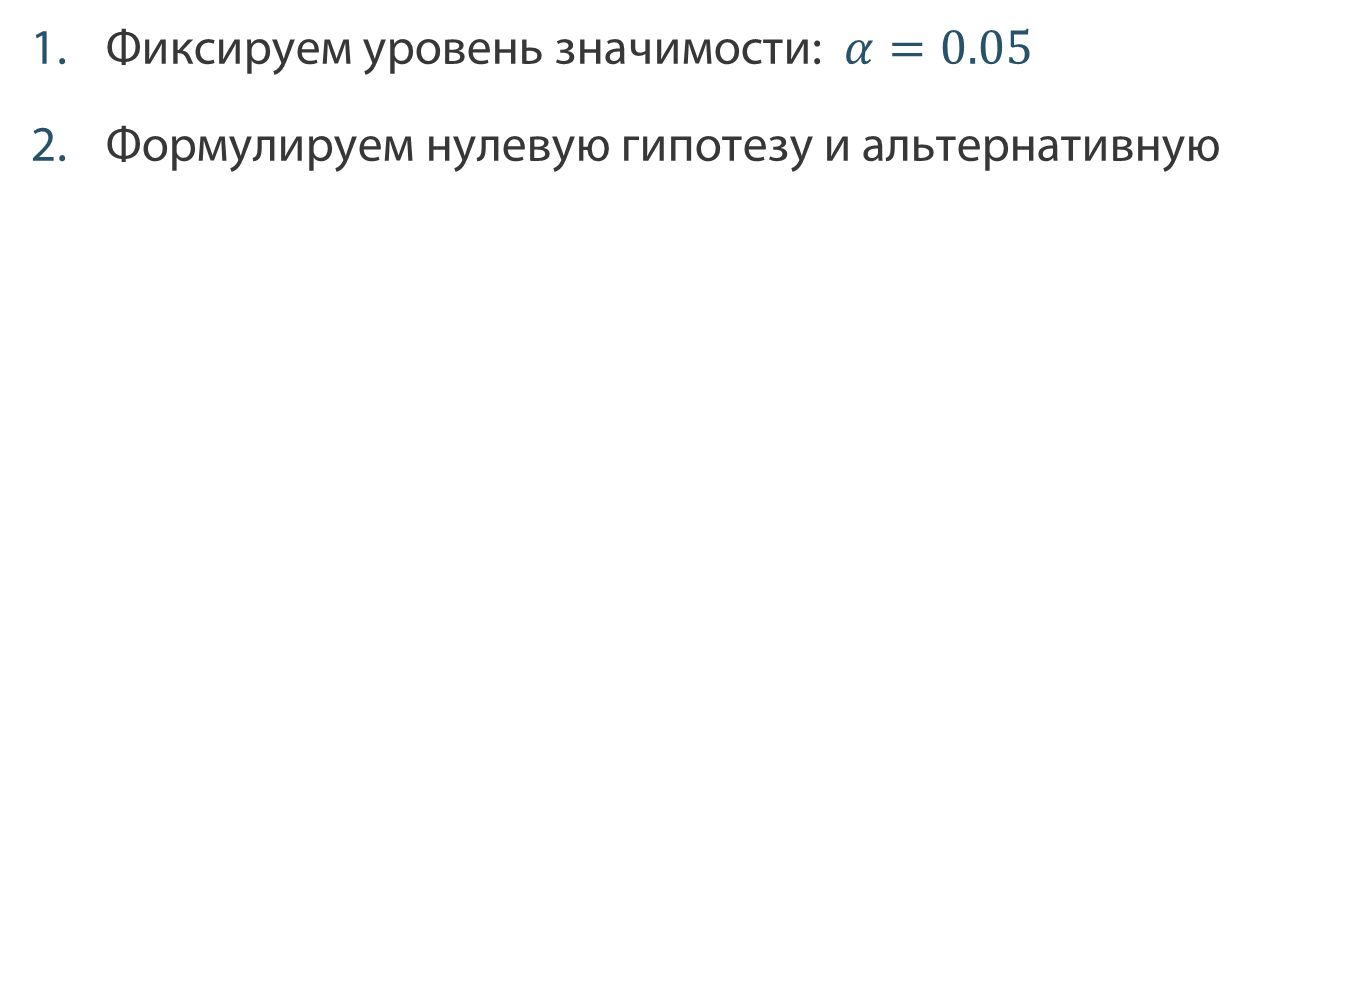 1. Фиксируем уровень значимости: α = 0.05
2. Формулируем нулевую гипотезу и альтернативную